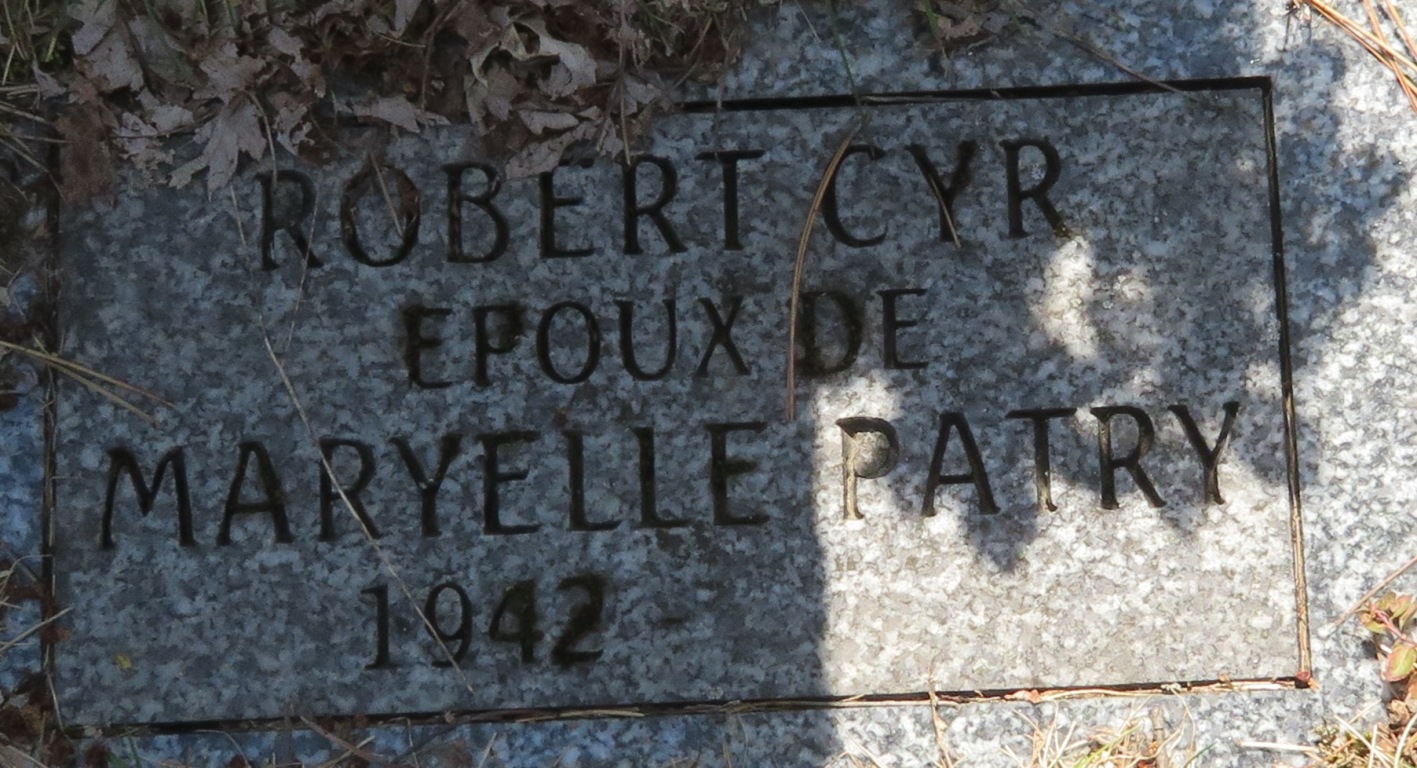 ROBERT CYR
EPOUX DE
MARYELLE PATRY
1942 -